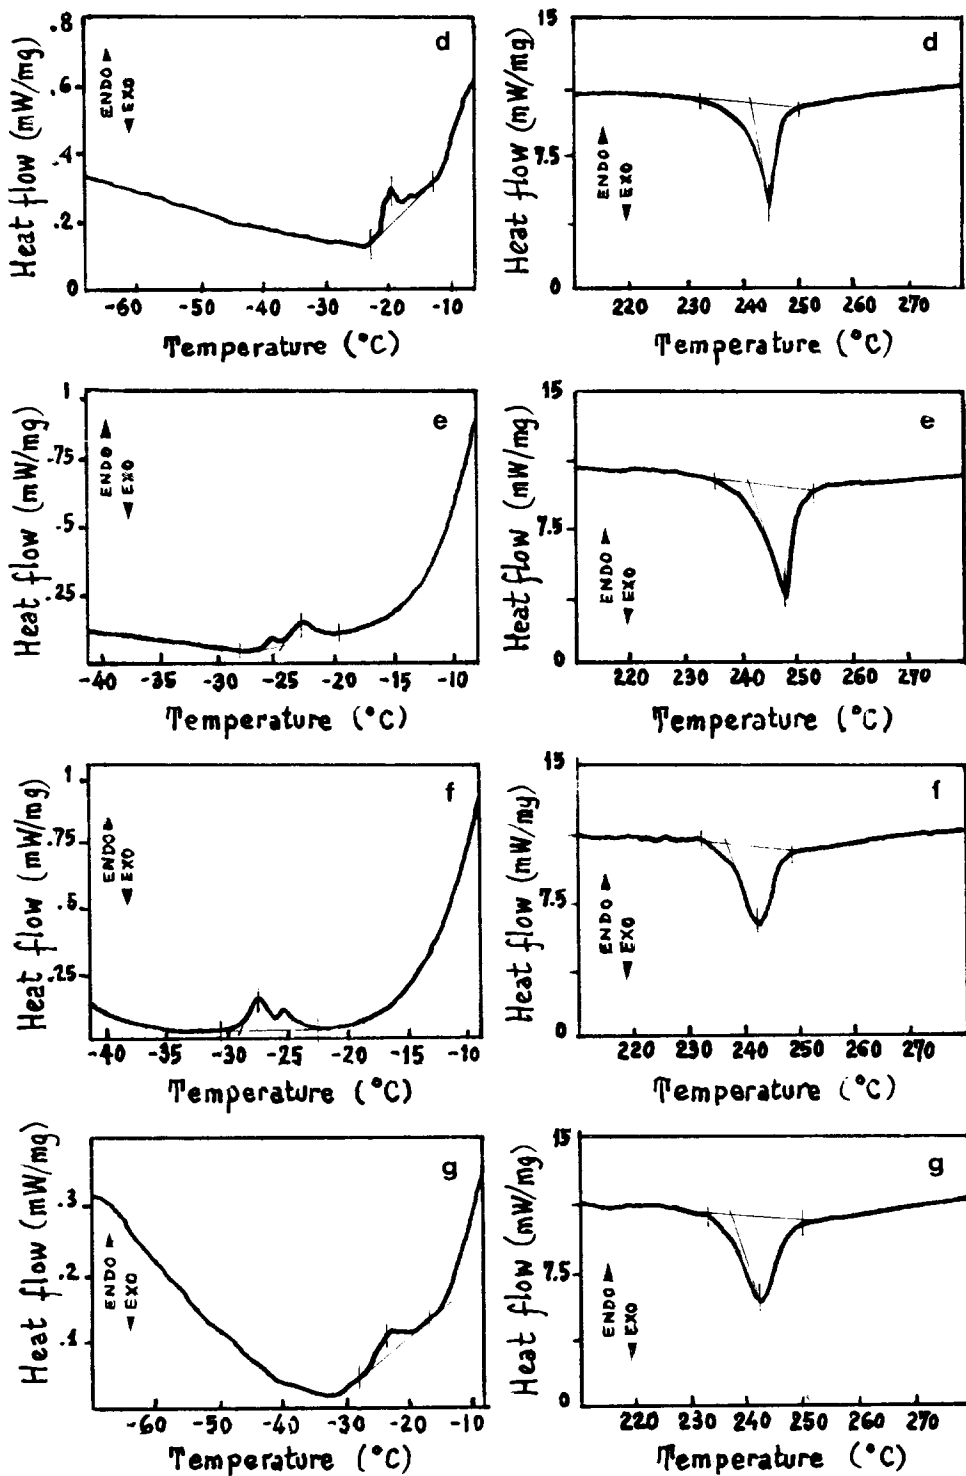 .8
.6
.4
.2
0
Heat flow (mW/mg)
ENDO
EXO
d
-60 -50 -40 -30 -20 -10
Temperature (°C)
15
7.5
0
Heat flow (mW/mg)
ENDO
EXO
d
220 230 240 250 260 270
Temperature (°C)
1
.75
.5
.25
Heat flow (mW/mg)
ENDO
EXO
e
-40 -35 -30 -25 -20 -15 -10
Temperature (°C)
15
7.5
0
Heat flow (mW/mg)
ENDO
EXO
e
220 230 240 250 260 270
Temperature (°C)
1
.75
.5
.25
Heat flow (mW/mg)
ENDO
EXO
f
-40 -35 -30 -25 -20 -15 -10
Temperature (°C)
15
7.5
0
Heat flow (mW/mg)
ENDO
EXO
f
220 230 240 250 260 270
Temperature (°C)
.3
.2
.1
Heat flow (mW/mg)
ENDO
EXO
g
-60 -50 -40 -30 -20 -10
Temperature (°C)
15
7.5
0
Heat flow (mW/mg)
ENDO
EXO
g
220 230 240 250 260 270
Temperature (°C)